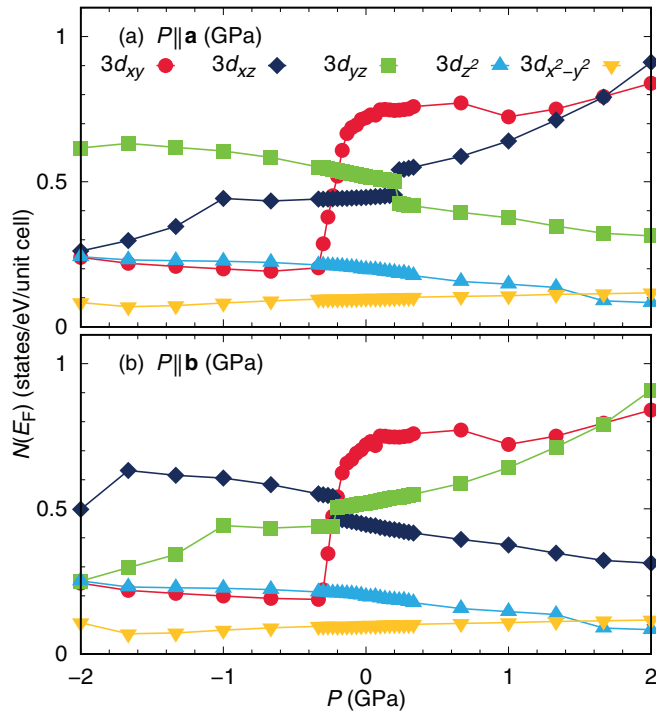 1
(a) P||a (GPa)
3dxy 3dxz 3dyz 3dz² 3dx²−y²
0.5
0
N(EF) (states/eV/unit cell)
1
(b) P||b (GPa)
0.5
0
−2 −1 0 1 2
P (GPa)